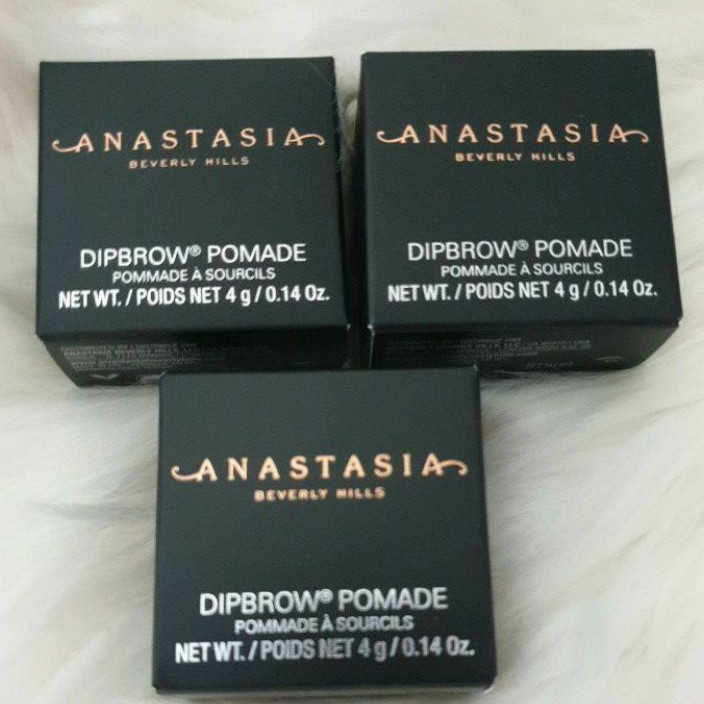 ANASTASIA
BEVERLY HILLS
DIPBROW® POMADE
POMMADE À SOURCILS
NET WT. / POIDS NET 4 g / 0.14 Oz.
ANASTASIA
BEVERLY HILLS
DIPBROW® POMADE
POMMADE À SOURCILS
NET WT. / POIDS NET 4 g / 0.14 Oz.
ANASTASIA
BEVERLY HILLS
DIPBROW® POMADE
POMMADE À SOURCILS
NET WT. / POIDS NET 4 g / 0.14 Oz.